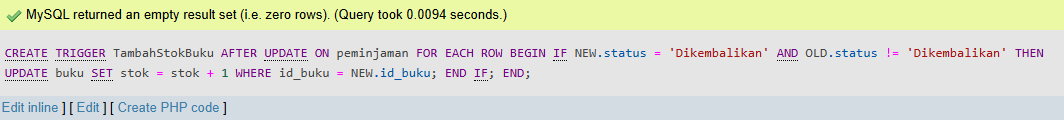 MySQL returned an empty result set (i.e. zero rows). (Query took 0.0094 seconds.)
CREATE TRIGGER TambahStokBuku AFTER UPDATE ON peminjaman FOR EACH ROW BEGIN IF NEW.status = 'Dikembalikan' AND OLD.status != 'Dikembalikan' THEN
UPDATE buku SET stok = stok + 1 WHERE id_buku = NEW.id_buku; END IF; END;
Edit inline ] [ Edit ] [ Create PHP code ]